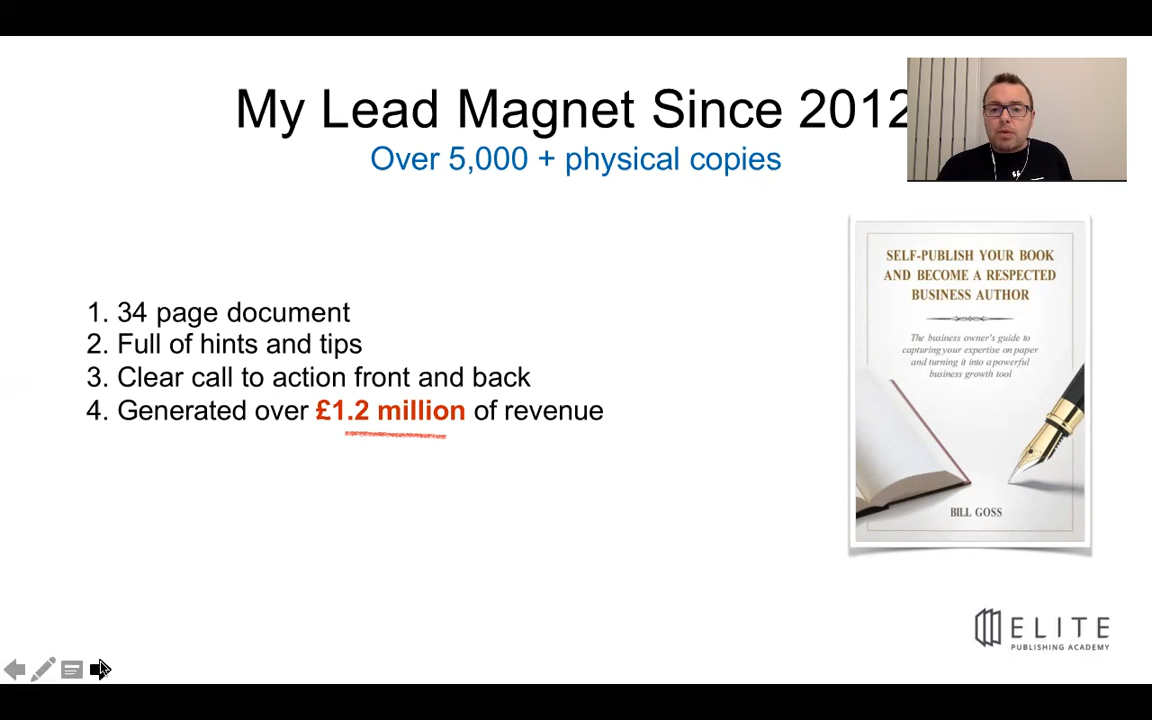 My Lead Magnet Since 2012
Over 5,000 + physical copies
1. 34 page document
2. Full of hints and tips
3. Clear call to action front and back
4. Generated over £1.2 million of revenue
SELF-PUBLISH YOUR BOOK
AND BECOME A RESPECTED
BUSINESS AUTHOR
The business owner's guide to
capturing your expertise on paper
and turning it into a powerful
business growth tool
BILL GOSS
ELITE
PUBLISHING ACADEMY